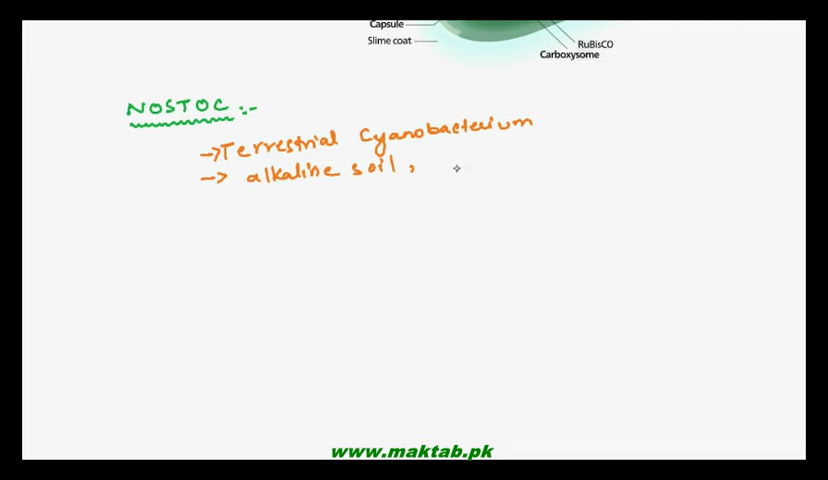 Capsule
Slime coat
RuBisCO
Carboxysome
NOSTOC :-
→ Terrestrial Cyanobacterium
→ alkaline soil,
www.maktab.pk